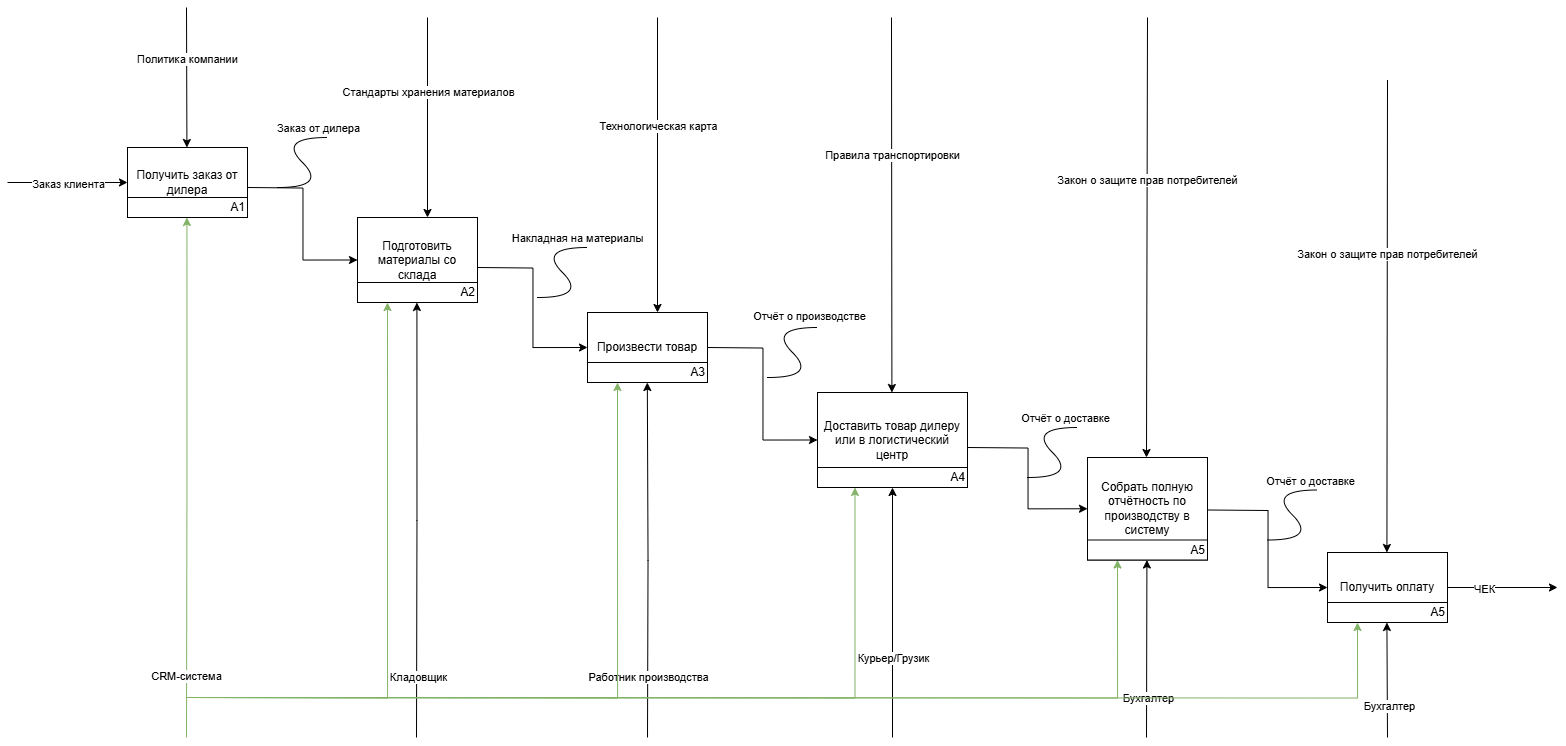 Политика компании
Стандарты хранения материалов
Заказ от дилера
Технологическая карта
Правила транспортировки
Закон о защите прав потребителей
Заказ клиента
Получить заказ от
дилера
A1
Накладная на материалы
Подготовить
материалы со
склада
A2
Закон о защите прав потребителей
Отчёт о производстве
Произвести товар
A3
Отчёт о доставке
Доставить товар дилеру
или в логистический
центр
A4
Отчёт о доставке
Собрать полную
отчётность по
производству в
систему
A5
Получить оплату
A5
ЧЕК
CRM-система
Кладовщик
Работник производства
Курьер/Грузик
Бухгалтер
Бухгалтер